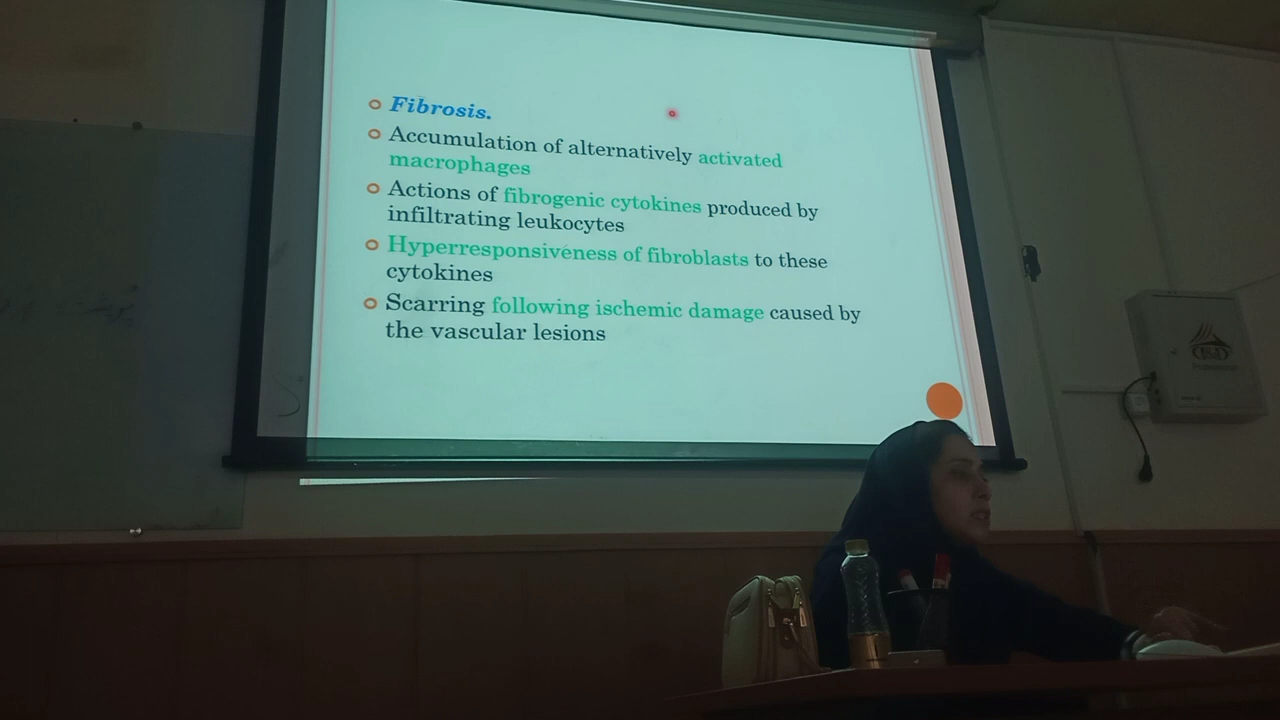 Fibrosis.
Accumulation of alternatively activated
macrophages
Actions of fibrogenic cytokines produced by
infiltrating leukocytes
Hyperresponsiveness of fibroblasts to these
cytokines
Scarring following ischemic damage caused by
the vascular lesions